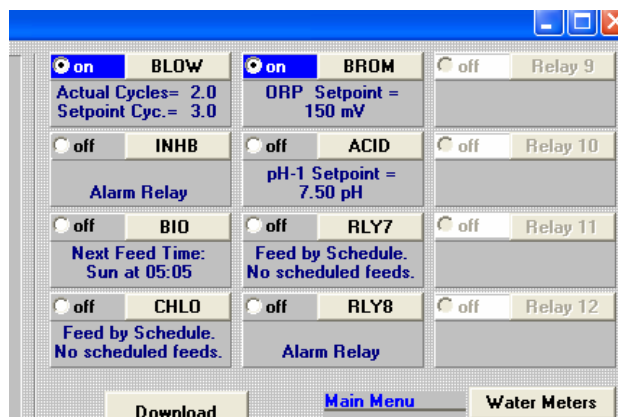 on BLOW
Actual Cycles= 2.0
Setpoint Cyc.= 3.0
on BROM
ORP Setpoint =
150 mV
off Relay 9
off INHB
Alarm Relay
off ACID
pH-1 Setpoint =
7.50 pH
off Relay 10
off BIO
Next Feed Time:
Sun at 05:05
off RLY7
Feed by Schedule.
No scheduled feeds.
off Relay 11
off CHLO
Feed by Schedule.
No scheduled feeds.
off RLY8
Alarm Relay
off Relay 12
Download
Main Menu
Water Meters